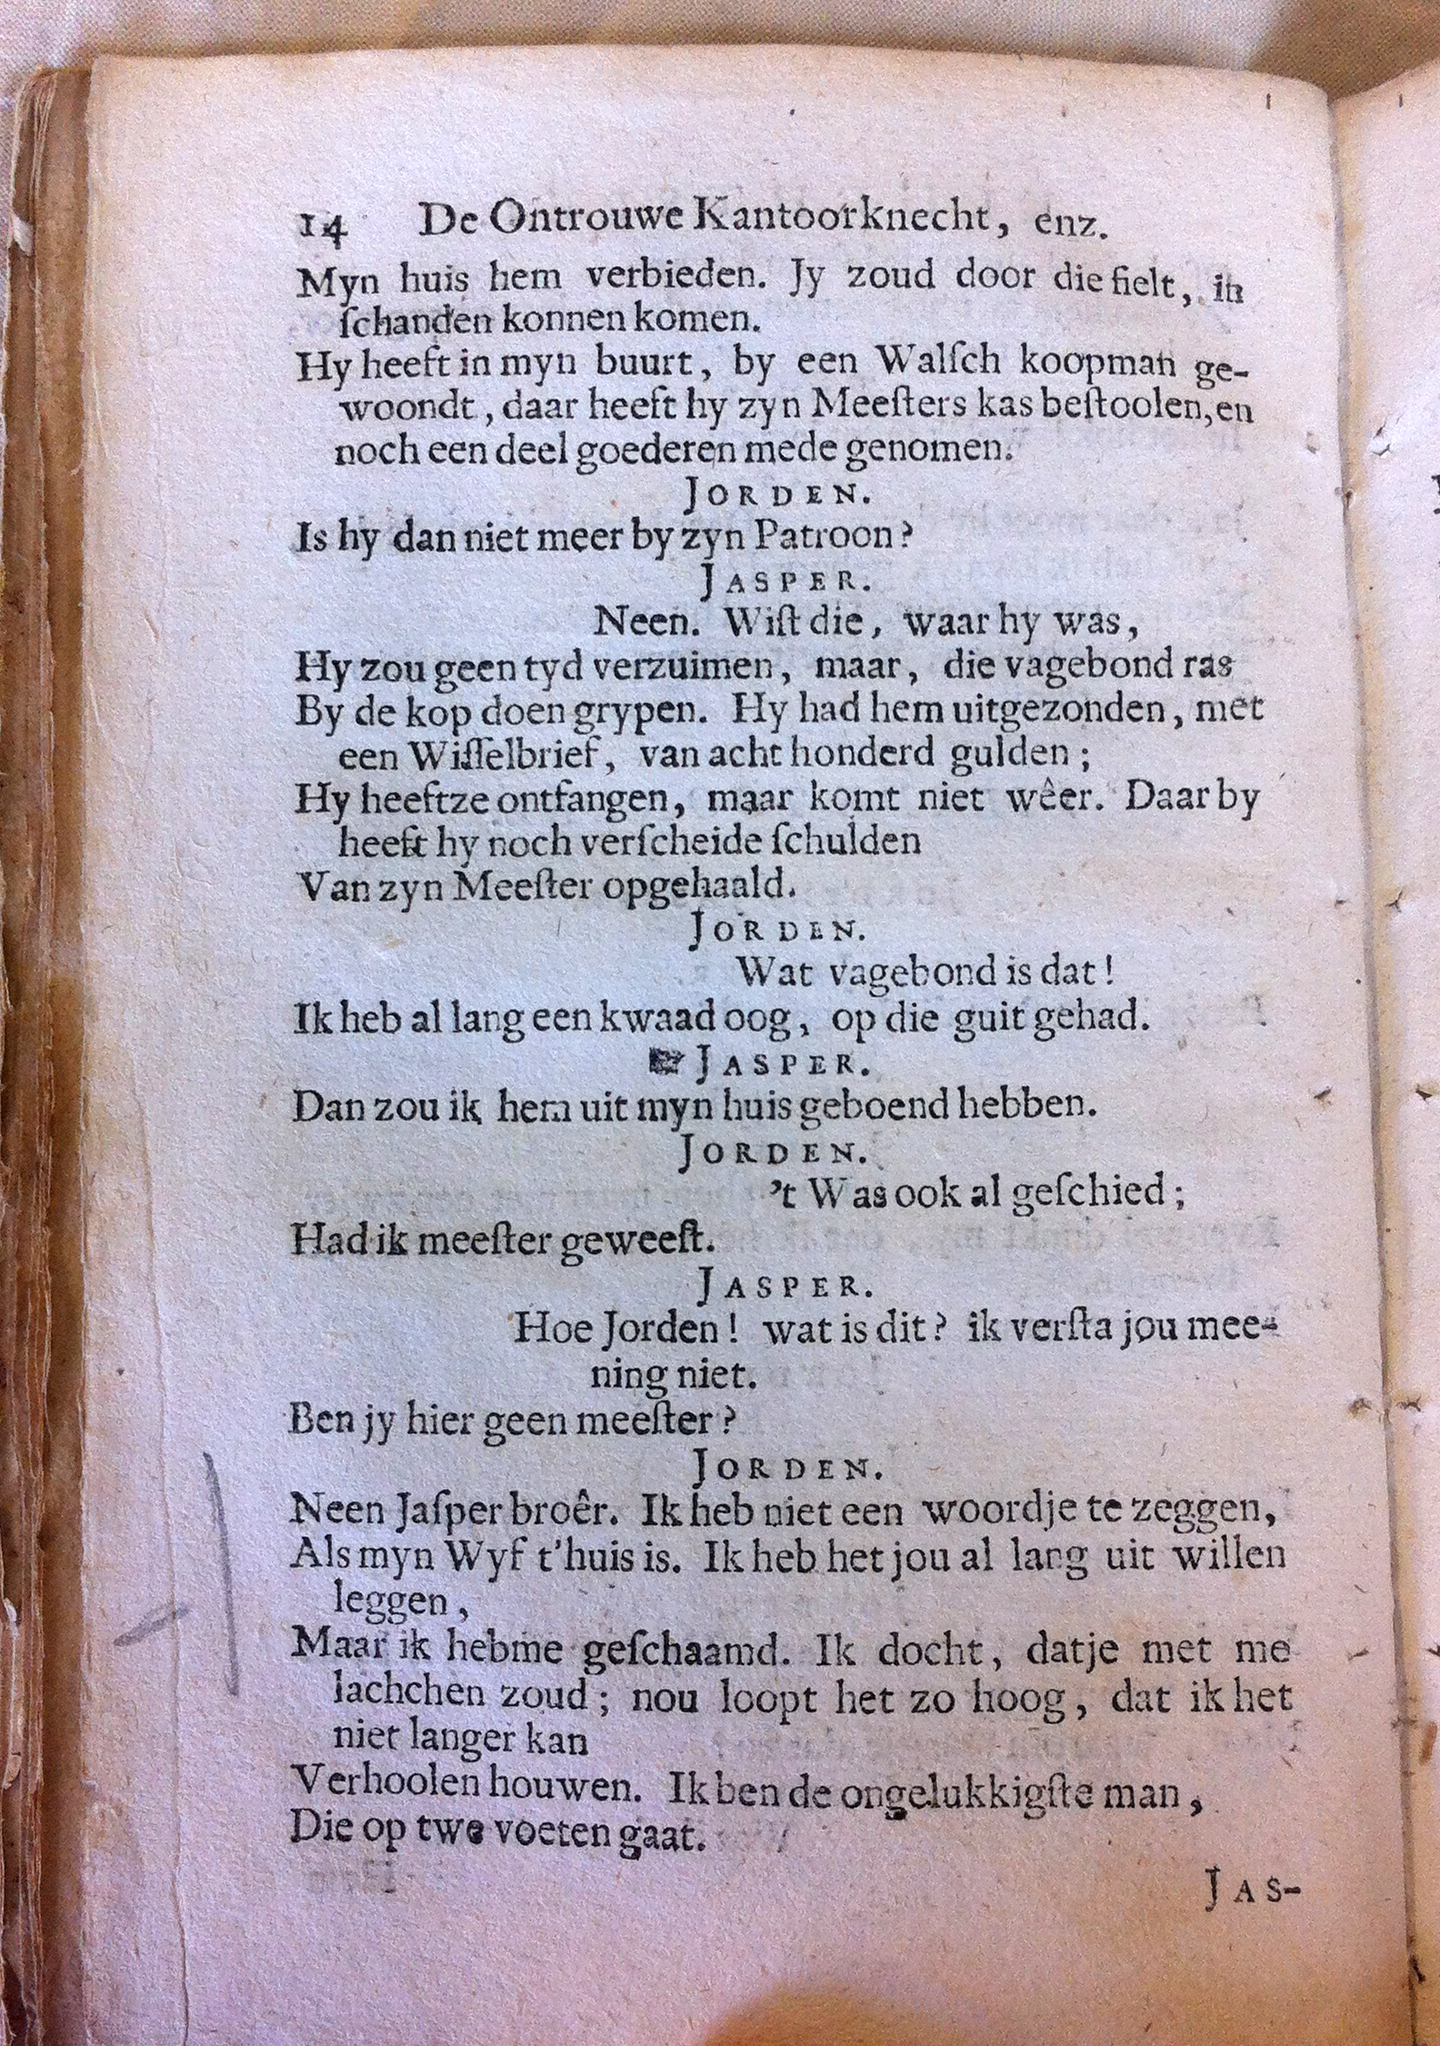 14 De Ontrouwe Kantoorknecht, enz.
Myn huis hem verbieden. Jy zoud door die fielt, in
ſchanden konnen komen.
Hy heeft in myn buurt, by een Walſch koopman ge-
woondt, daar heeft hy zyn Meeſters kas beſtoolen, en
noch een deel goederen mede genomen.
JORDEN.
Is hy dan niet meer by zyn Patroon?
JASPER.
Neen. Wiſt die, waar hy was,
Hy zou geen tyd verzuimen, maar, die vagebond ras
By de kop doen grypen. Hy had hem uitgezonden, met
een Wiſſelbrief, van acht honderd gulden;
Hy heeftze ontfangen, maar komt niet wêer. Daar by
heeft hy noch verſcheide ſchulden
Van zyn Meeſter opgehaald.
JORDEN.
Wat vagebond is dat!
Ik heb al lang een kwaad oog, op die guit gehad.
JASPER.
Dan zou ik hem uit myn huis geboend hebben.
JORDEN.
't Was ook al geſchied;
Had ik meeſter geweeſt.
JASPER.
Hoe Jorden! wat is dit? ik verſta jou mee-
ning niet.
Ben jy hier geen meeſter?
JORDEN.
Neen Jaſper broêr. Ik heb niet een woordje te zeggen,
Als myn Wyf t'huis is. Ik heb het jou al lang uit willen
leggen,
Maar ik hebme geſchaamd. Ik docht, datje met me
lachchen zoud; nou loopt het zo hoog, dat ik het
niet langer kan
Verhoolen houwen. Ik ben de ongelukkigſte man,
Die op twe voeten gaat.
JAS-